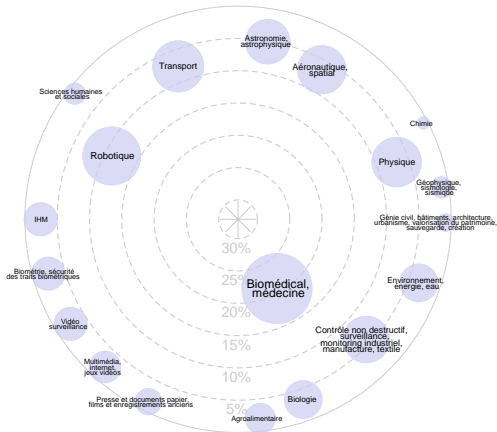 Astronomie,
astrophysique
Transport
Aéronautique,
spatial
Sciences humaines
et sociales
Chimie
Robotique
Physique
Géophysique,
sismologie,
sismique
IHM
Génie civil, bâtiments, architecture,
urbanisme, valorisation du patrimoine,
sauvegarde, création
30%
Biométrie, sécurité
des traits biométriques
25%
Biomédical,
médecine
Environnement,
énergie, eau
20%
Vidéo
surveillance
15%
Contrôle non destructif,
surveillance,
monitoring industriel,
manufacture, textile
Multimédia,
internet,
jeux vidéos
10%
Presse et documents papier,
films et enregistrements anciens
5%
Biologie
Agroalimentaire